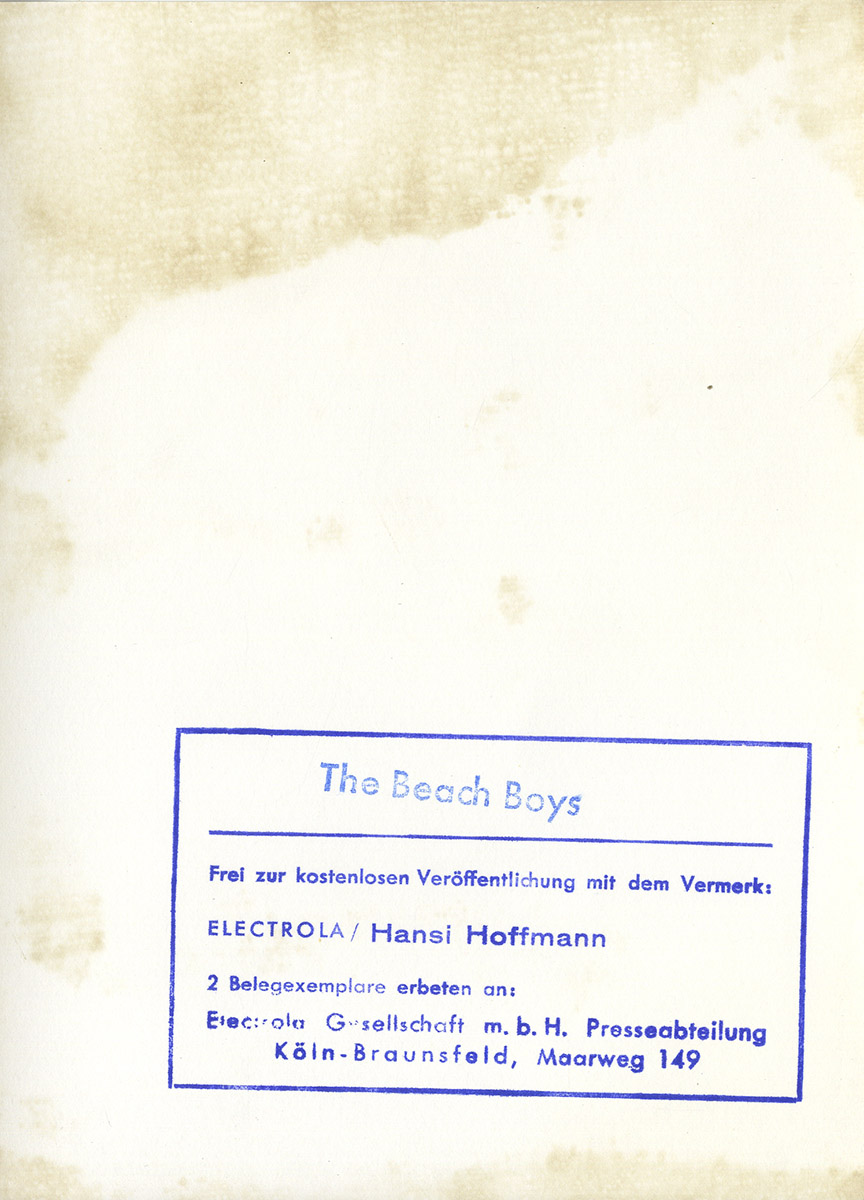 The Beach Boys
Frei zur kostenlosen Veröffentlichung mit dem Vermerk:
ELECTROLA / Hansi Hoffmann
2 Belegexemplare erbeten an:
Electrola Gesellschaft m. b. H. Presseabteilung
Köln-Braunsfeld, Maarweg 149